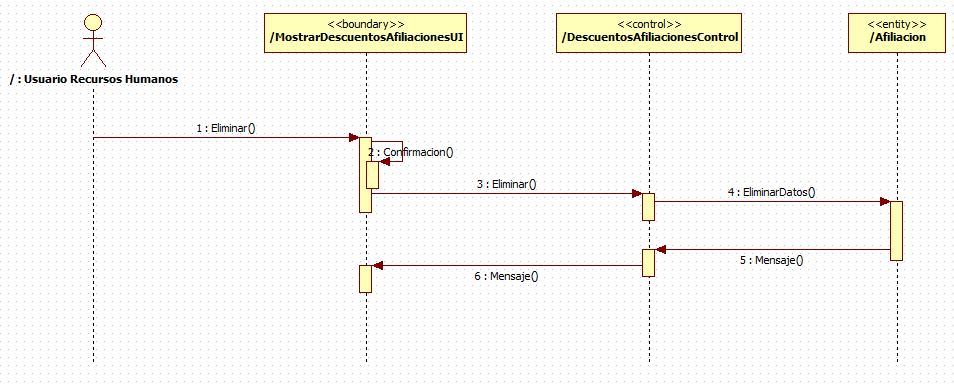 <<boundary>>
/MostrarDescuentosAfiliacionesUI
<<control>>
/DescuentosAfiliacionesControl
<<entity>>
/Afiliacion
/ : Usuario Recursos Humanos
1 : Eliminar()
2 : Confirmacion()
3 : Eliminar()
4 : EliminarDatos()
5 : Mensaje()
6 : Mensaje()